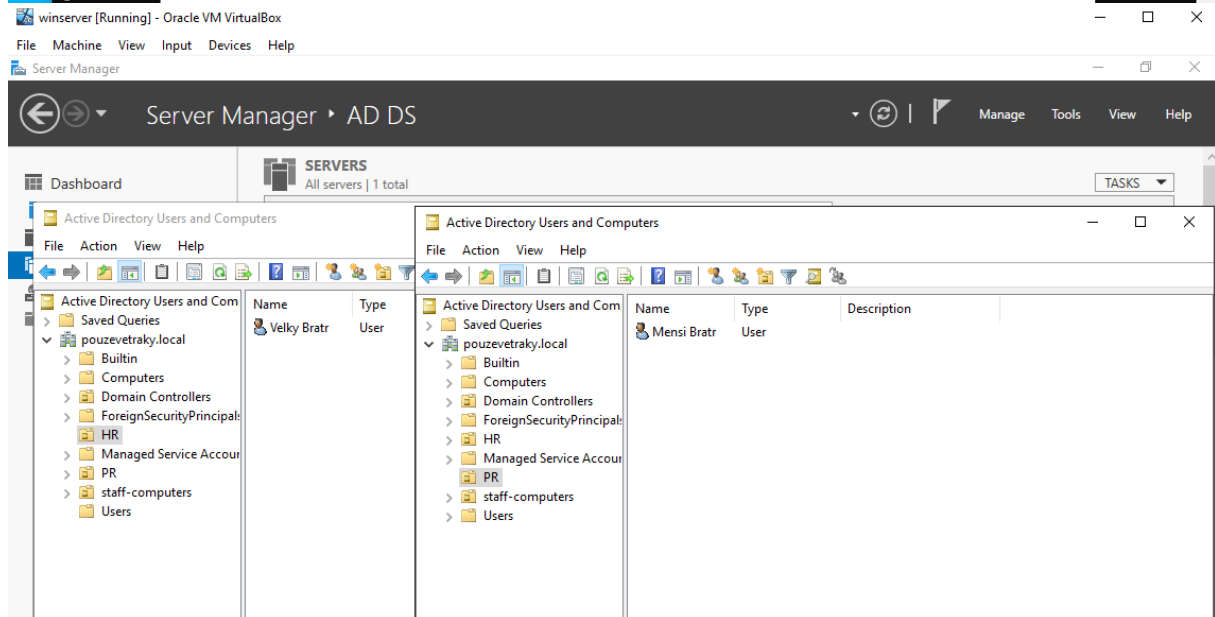 winserver [Running] - Oracle VM VirtualBox
File Machine View Input Devices Help
Server Manager
Server Manager AD DS
Manage Tools View Help
Dashboard
SERVERS
All servers | 1 total
TASKS
Active Directory Users and Computers
File Action View Help
Active Directory Users and Com
Saved Queries
pouzevetraky.local
Builtin
Computers
Domain Controllers
ForeignSecurityPrincipals
HR
Managed Service Accour
PR
staff-computers
Users
Name Type
Velky Bratr User
Active Directory Users and Computers
File Action View Help
Active Directory Users and Com
Saved Queries
pouzevetraky.local
Builtin
Computers
Domain Controllers
ForeignSecurityPrincipals
HR
Managed Service Accour
PR
staff-computers
Users
Name Type Description
Mensi Bratr User